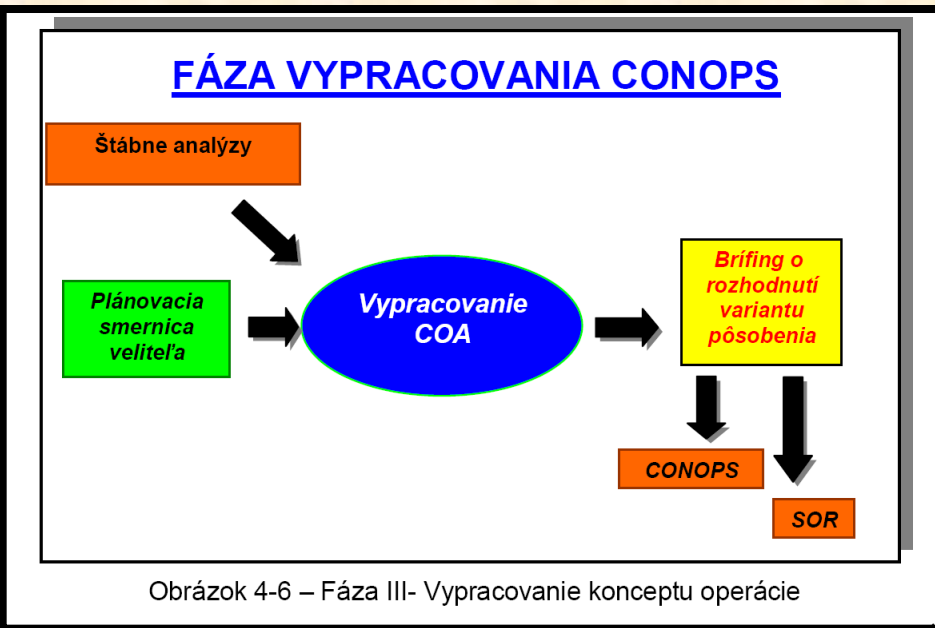 FÁZA VYPRACOVANIA CONOPS
Štábne analýzy
Plánovacia
smernica
veliteľa
Vypracovanie
COA
Brífing o
rozhodnutí
variantu
pôsobenia
CONOPS
SOR
Obrázok 4-6 – Fáza III- Vypracovanie konceptu operácie